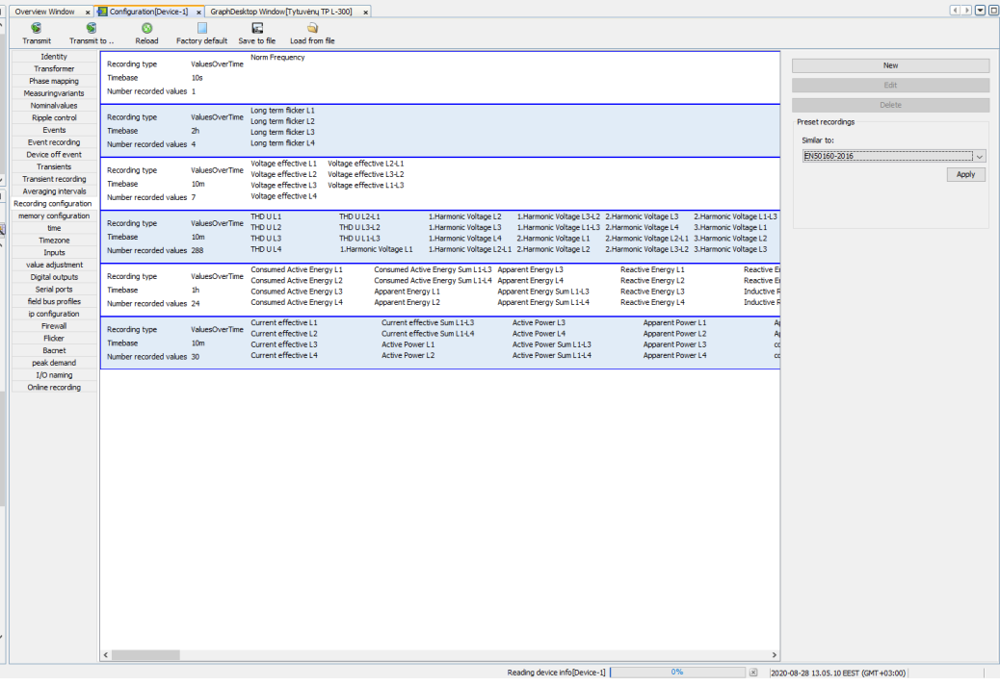 Overview Window x Configuration[Device-1] x GraphDesktop Window[Tytuvėnų TP L-300] x
Transmit Transmit to .. Reload Factory default Save to file Load from file
Identity
Transformer
Phase mapping
Measuringvariants
Nominalvalues
Ripple control
Events
Event recording
Device off event
Transients
Transient recording
Averaging intervals
Recording configuration
memory configuration
time
Timezone
Inputs
value adjustment
Digital outputs
Serial ports
field bus profiles
ip configuration
Firewall
Flicker
Bacnet
peak demand
I/O naming
Online recording
Recording type ValuesOverTime
Timebase 10s
Number recorded values 1
Norm Frequency
Recording type ValuesOverTime
Timebase 2h
Number recorded values 4
Long term flicker L1
Long term flicker L2
Long term flicker L3
Long term flicker L4
Recording type ValuesOverTime
Timebase 10m
Number recorded values 7
Voltage effective L1 Voltage effective L2-L1
Voltage effective L2 Voltage effective L3-L2
Voltage effective L3 Voltage effective L1-L3
Voltage effective L4
Recording type ValuesOverTime
Timebase 10m
Number recorded values 288
THD U L1 THD U L2-L1 1.Harmonic Voltage L2 1.Harmonic Voltage L3-L2 2.Harmonic Voltage L3 2.Harmonic Voltage L1-L3
THD U L2 THD U L3-L2 1.Harmonic Voltage L3 1.Harmonic Voltage L1-L3 2.Harmonic Voltage L4 3.Harmonic Voltage L1
THD U L3 THD U L1-L3 1.Harmonic Voltage L4 2.Harmonic Voltage L1 2.Harmonic Voltage L2-L1 3.Harmonic Voltage L2
THD U L4 1.Harmonic Voltage L1 1.Harmonic Voltage L2-L1 2.Harmonic Voltage L2 2.Harmonic Voltage L3-L2 3.Harmonic Voltage L3
Recording type ValuesOverTime
Timebase 1h
Number recorded values 24
Consumed Active Energy L1 Consumed Active Energy Sum L1-L3 Apparent Energy L3 Reactive Energy L1 Reactive
Consumed Active Energy L2 Consumed Active Energy Sum L1-L4 Apparent Energy L4 Reactive Energy L2 Reactive
Consumed Active Energy L3 Apparent Energy L1 Apparent Energy Sum L1-L3 Reactive Energy L3 Inductive
Consumed Active Energy L4 Apparent Energy L2 Apparent Energy Sum L1-L4 Reactive Energy L4 Inductive
Recording type ValuesOverTime
Timebase 10m
Number recorded values 30
Current effective L1 Current effective Sum L1-L3 Active Power L3 Apparent Power L1
Current effective L2 Current effective Sum L1-L4 Active Power L4 Apparent Power L2
Current effective L3 Active Power L1 Active Power Sum L1-L3 Apparent Power L3
Current effective L4 Active Power L2 Active Power Sum L1-L4 Apparent Power L4
New
Edit
Delete
Preset recordings
Similar to:
EN50160-2016
Apply
Reading device info[Device-1] 0% 2020-08-28 13.05.10 EEST (GMT+03:00)